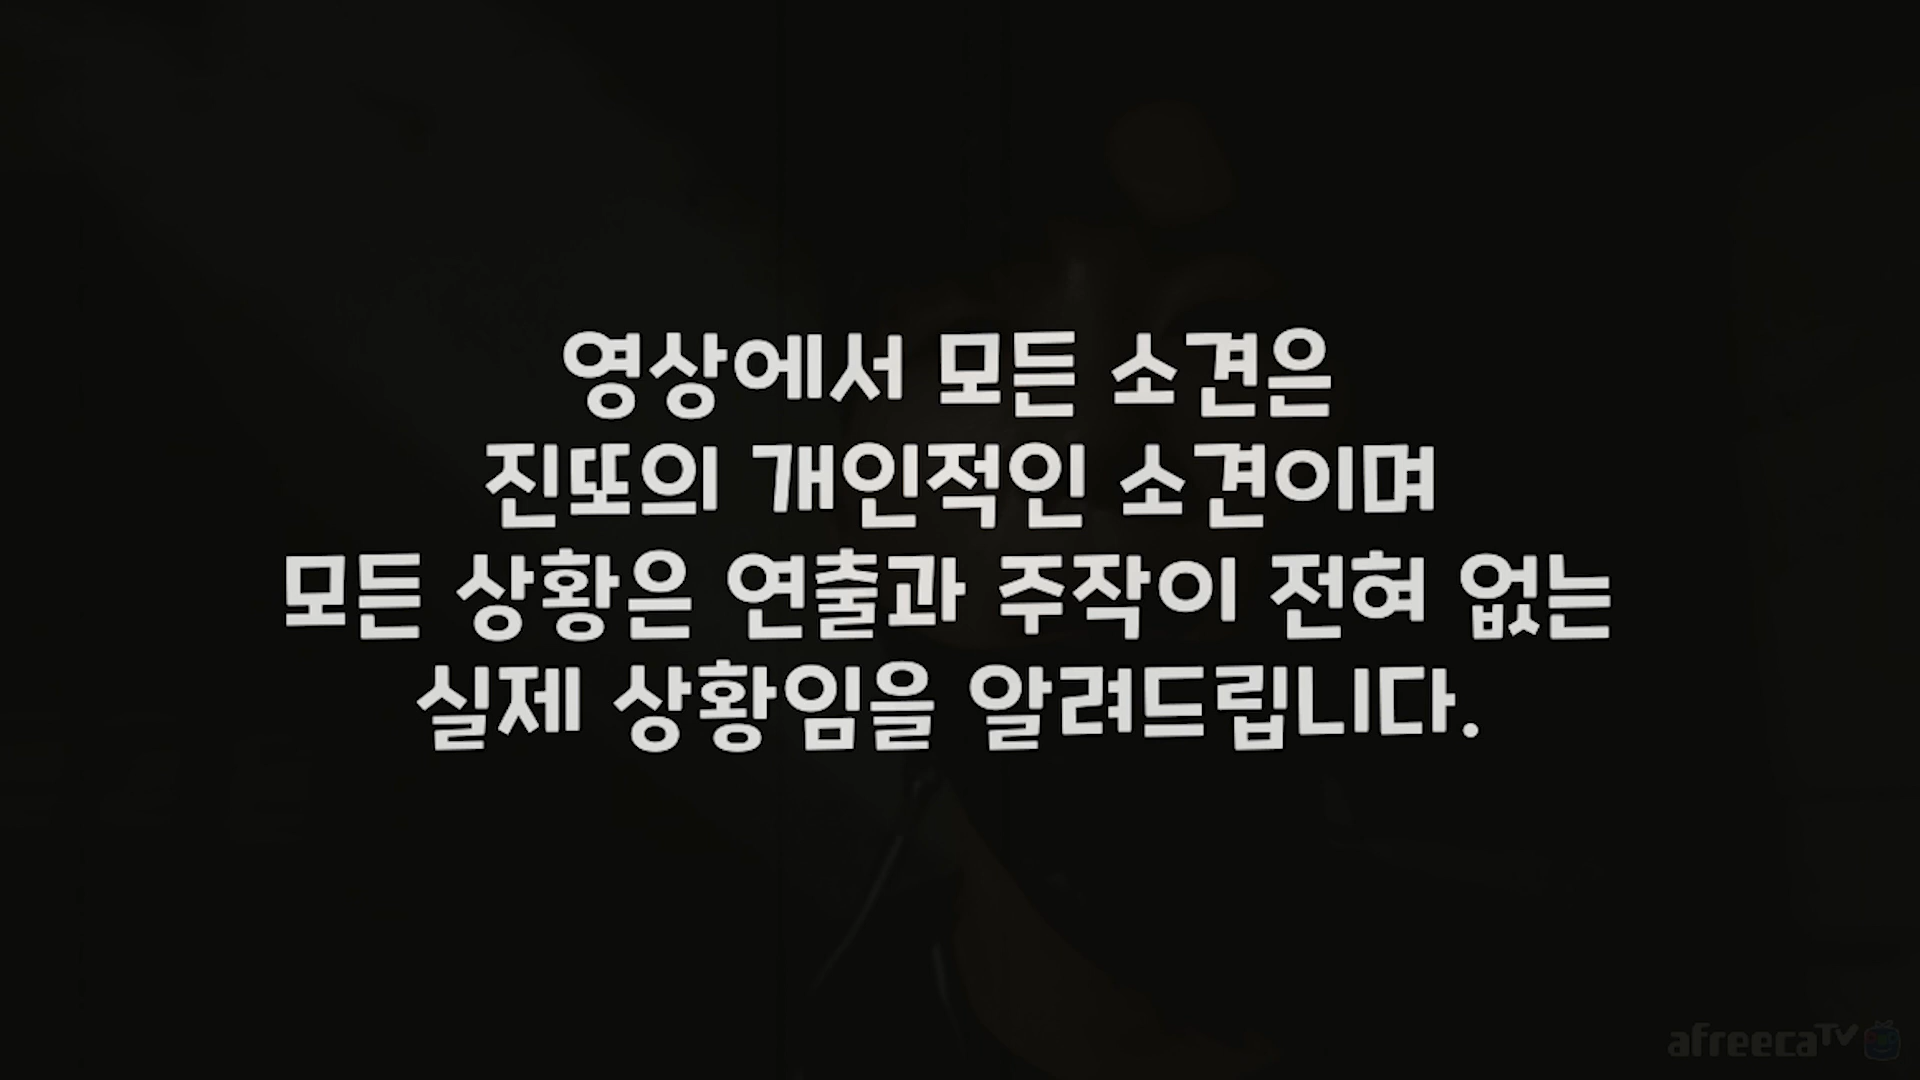 영상에서 모든 소견은
진또의 개인적인 소견이며
모든 상황은 연출과 주작이 전혀 없는
실제 상황임을 알려드립니다.
afreecaTV